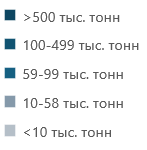 >500 тыс. тонн
100-499 тыс. тонн
59-99 тыс. тонн
10-58 тыс. тонн
<10 тыс. тонн